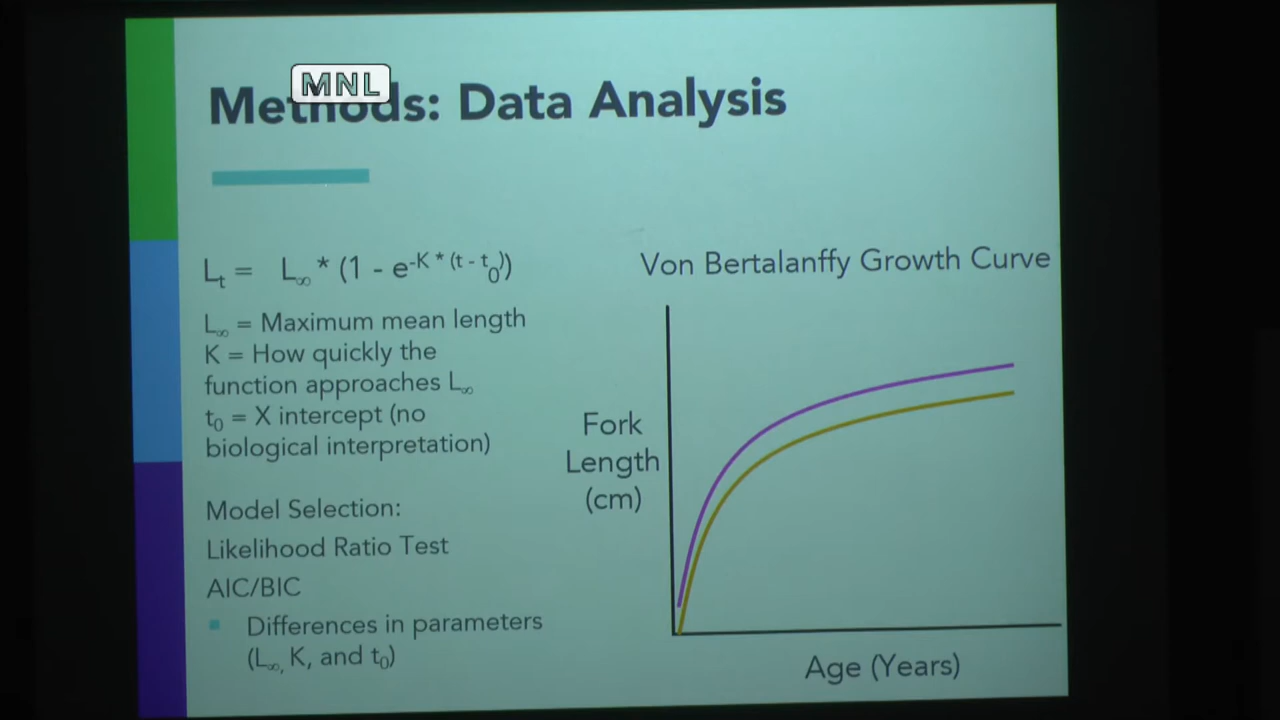 MNL
Methods: Data Analysis
Lt = L∞ * (1 - e-K * (t - t0))
L∞ = Maximum mean length
K = How quickly the
function approaches L∞
t0 = X intercept (no
biological interpretation)
Model Selection:
Likelihood Ratio Test
AIC/BIC
Differences in parameters
(L∞, K, and t0)
Von Bertalanffy Growth Curve
Fork
Length
(cm)
Age (Years)